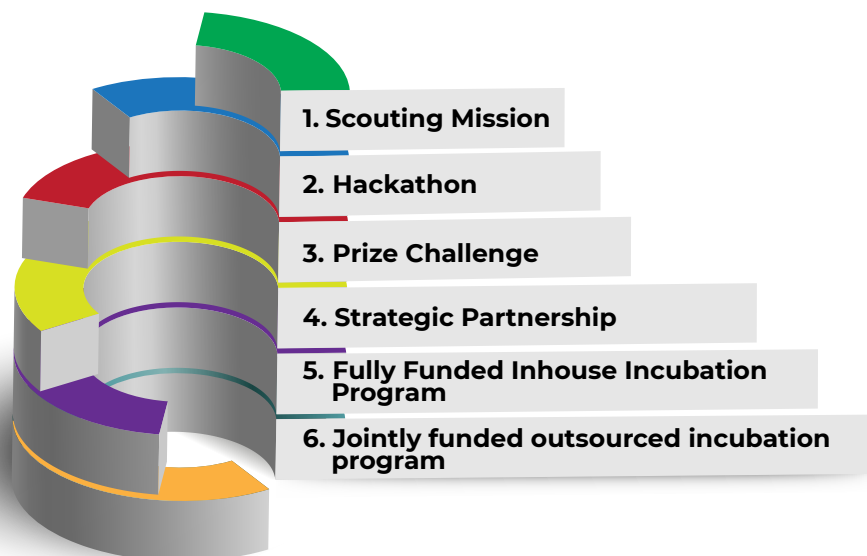 1. Scouting Mission
2. Hackathon
3. Prize Challenge
4. Strategic Partnership
5. Fully Funded Inhouse Incubation
Program
6. Jointly funded outsourced incubation
program